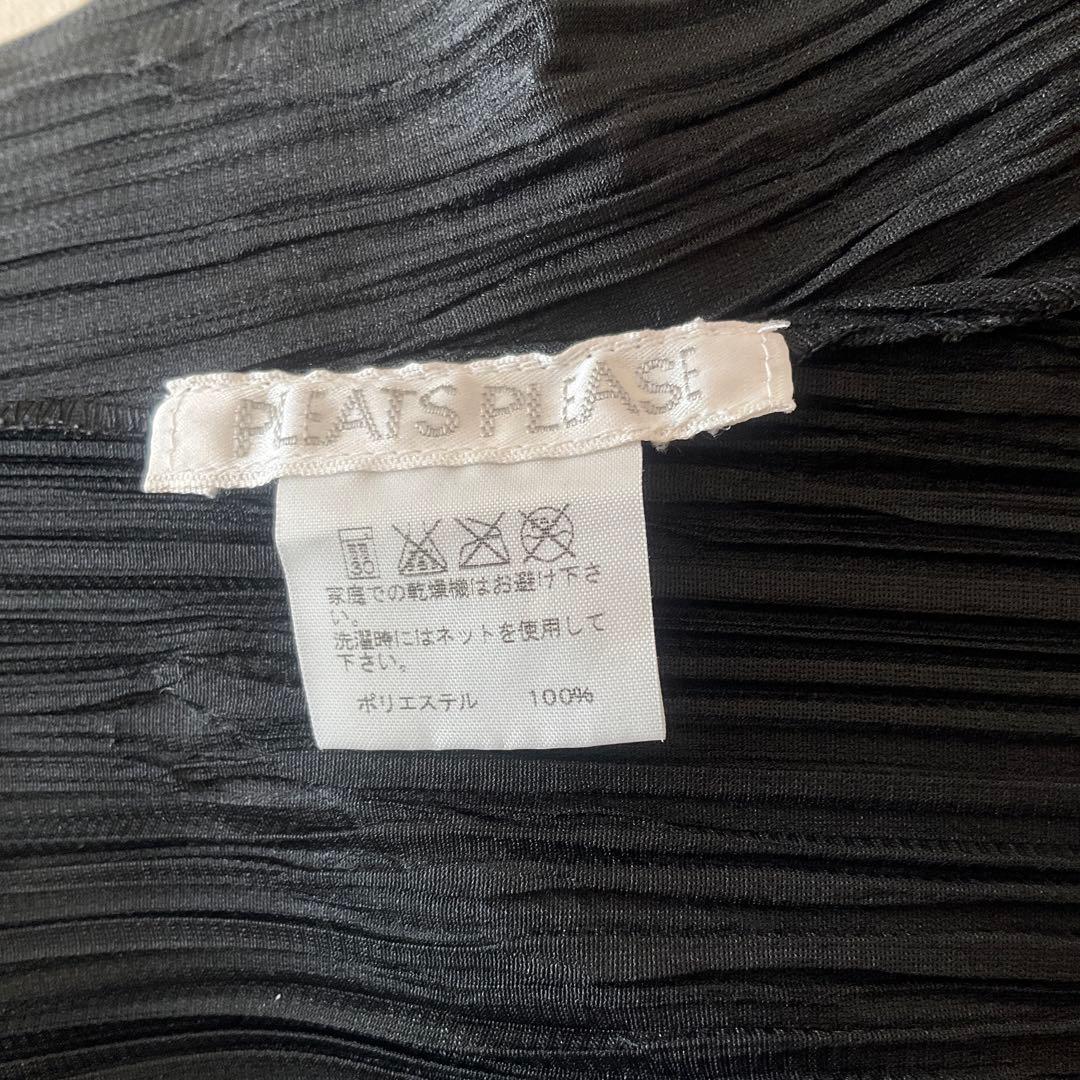 PLEATS PLEASE
30
家庭での乾燥機はお避け下さ
い。
洗濯時にはネットを使用して
下さい。
ポリエステル 100%